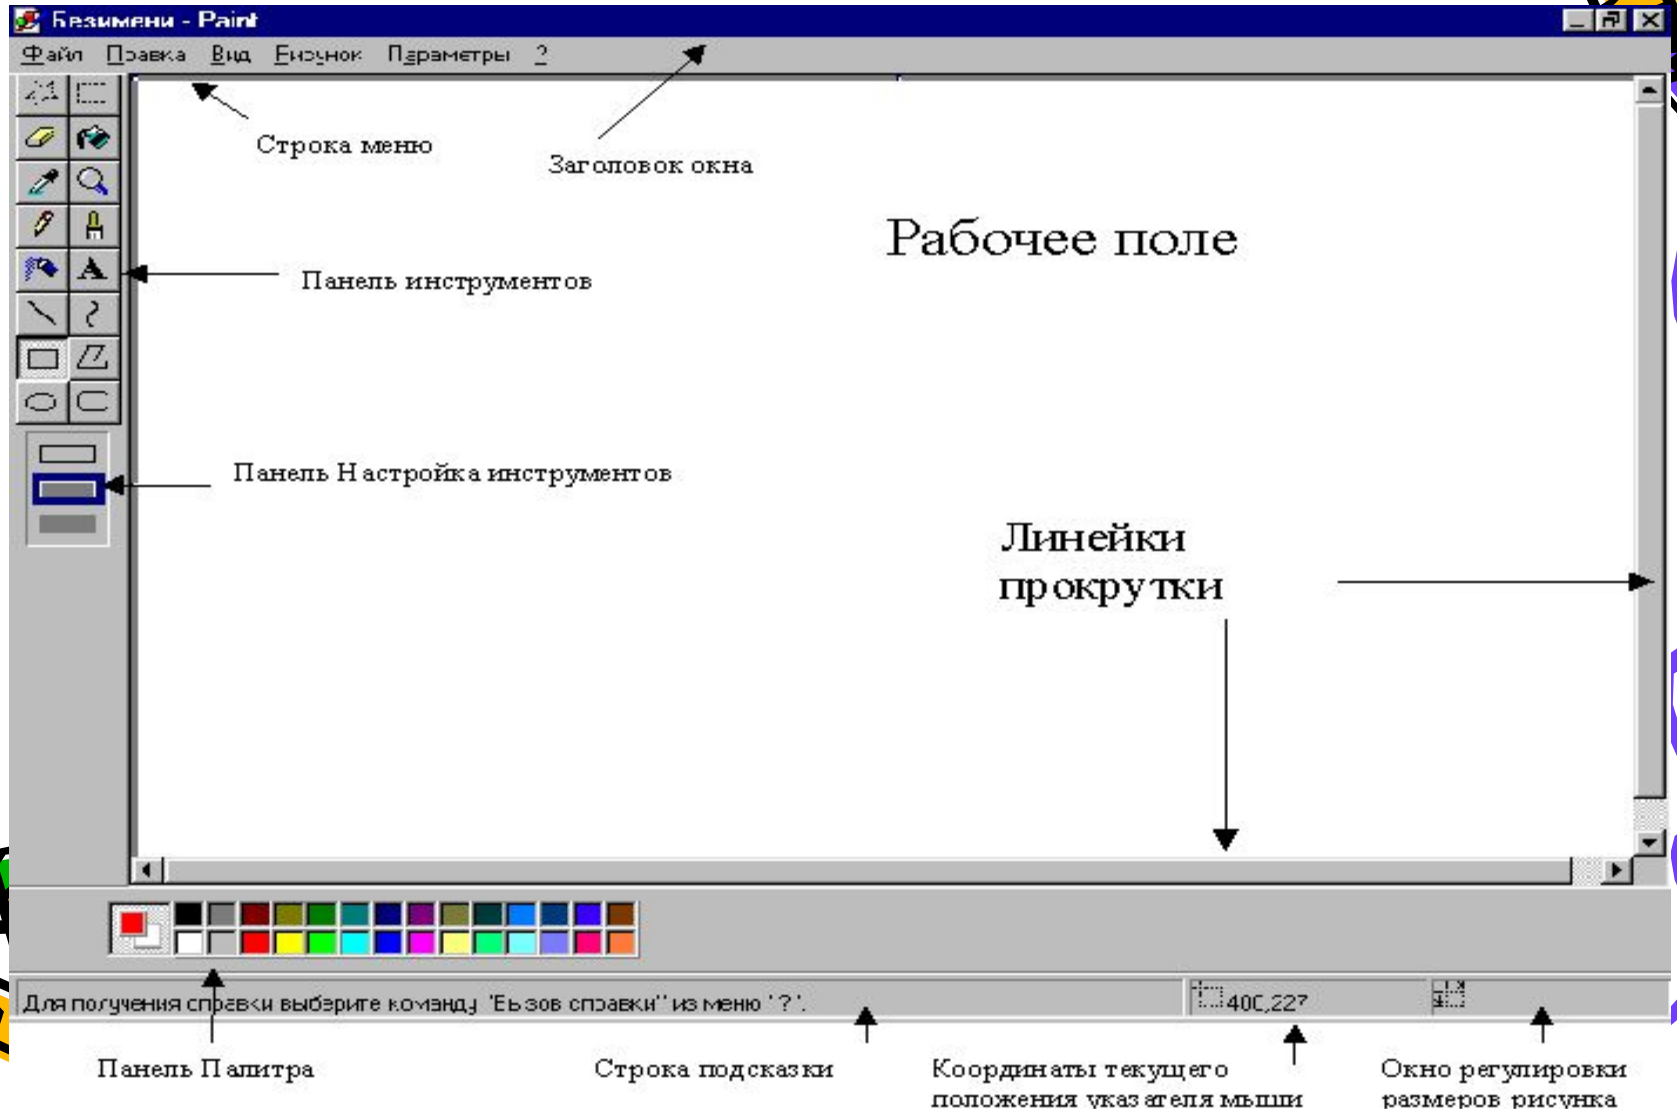 Безимени - Paint
Файл Правка Вид Рисунок Параметры ?
Строка меню
Заголовок окна
Рабочее поле
Панель инструментов
Панель Настройка инструментов
Линейки
прокрутки
Для получения справки выберите команду "Вызов справки" из меню "?".
400,227
Панель Палитра
Строка подсказки
Координаты текущего
положения указателя мыши
Окно регулировки
размеров рисунка